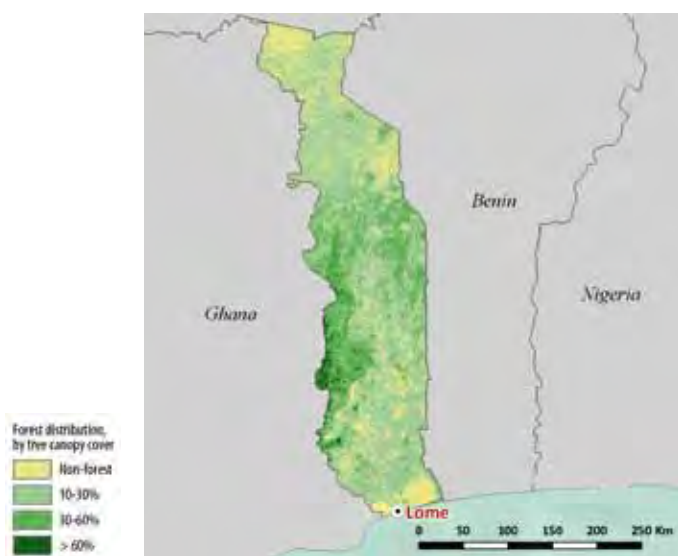 Benin
Ghana
Nigeria
Forest distribution,
by tree canopy cover
Non-forest
10-30%
30-60%
> 60%
Lome
0 50 100 150 200 250 Km